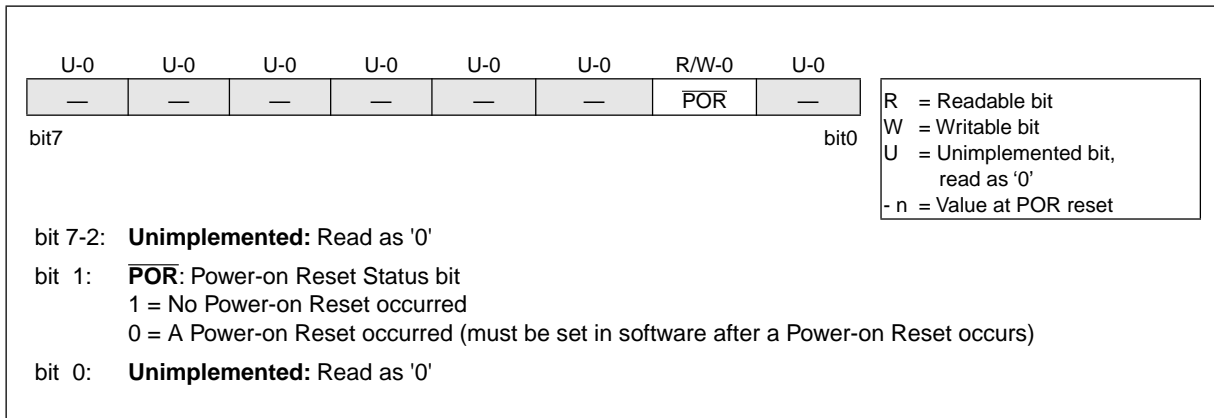 U-0 U-0 U-0 U-0 U-0 U-0 R/W-0 U-0
— — — — — — P̅O̅R̅ —
bit7 bit0
R = Readable bit
W = Writable bit
U = Unimplemented bit,
read as ‘0’
- n = Value at POR reset
bit 7-2: Unimplemented: Read as '0'
bit 1: P̅O̅R̅: Power-on Reset Status bit
1 = No Power-on Reset occurred
0 = A Power-on Reset occurred (must be set in software after a Power-on Reset occurs)
bit 0: Unimplemented: Read as '0'